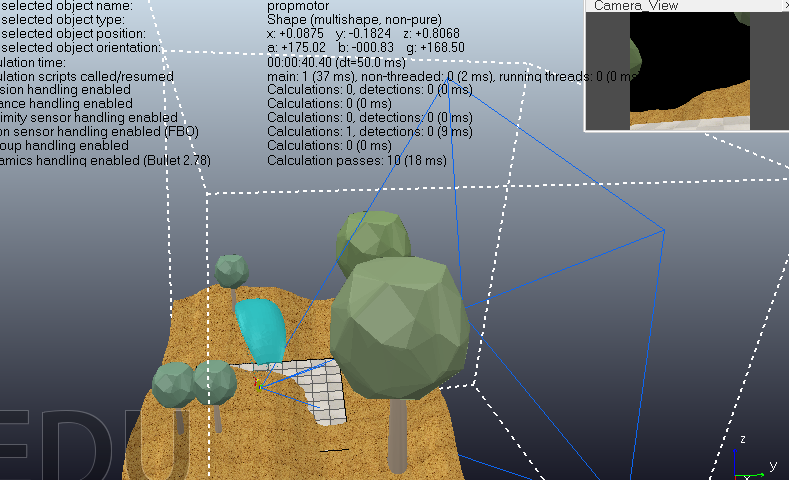 selected object name: propmotor
selected object type: Shape (multishape, non-pure)
selected object position: x: +0.0875 y: -0.1824 z: +0.8068
selected object orientation: a: +175.02 b: -000.83 g: +168.50
ulation time: 00:00:40.40 (dt=50.0 ms)
ulation scripts called/resumed main: 1 (37 ms), non-threaded: 0 (2 ms), running threads: 0 (0 ms
sion handling enabled Calculations: 0, detections: 0 (0 ms)
ance handling enabled Calculations: 0 (0 ms)
imity sensor handling enabled Calculations: 0, detections: 0 (0 ms)
on sensor handling enabled (FBO) Calculations: 1, detections: 0 (9 ms)
oup handling enabled Calculations: 0 (0 ms)
amics handling enabled (Bullet 2.78) Calculation passes: 10 (18 ms)
Camera_View
EDU
z
y
x